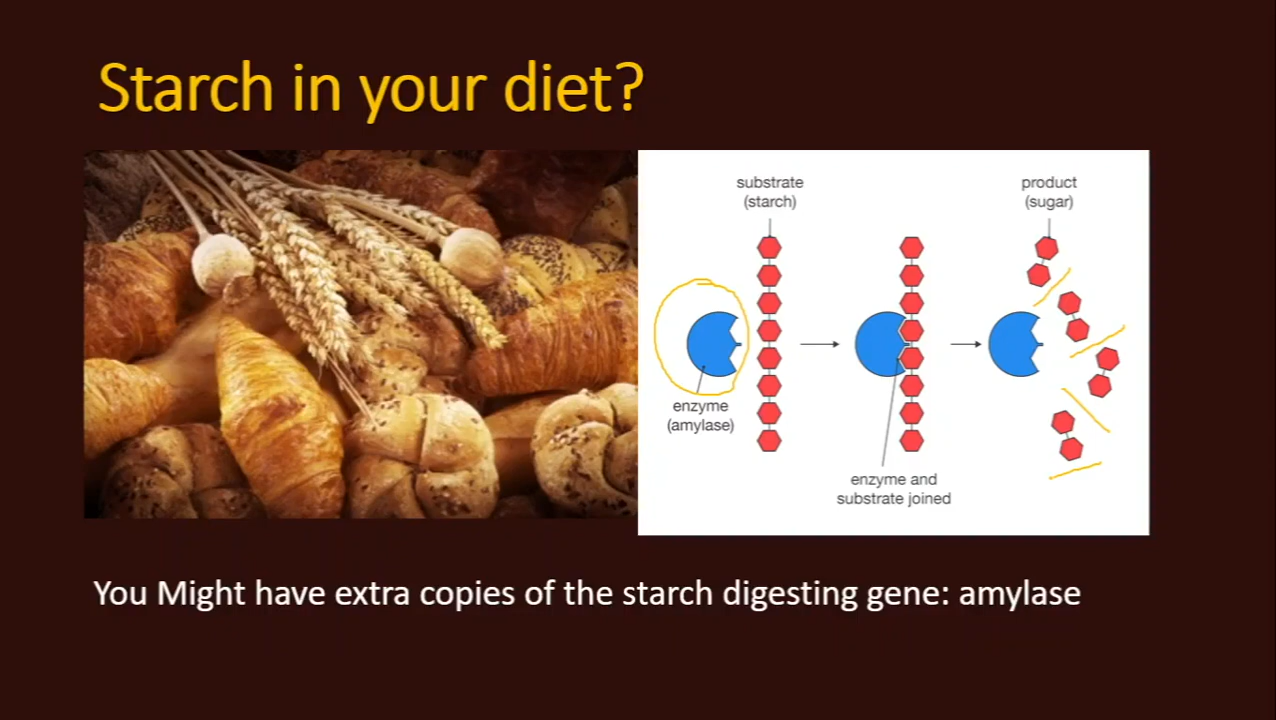 Starch in your diet?
substrate
(starch)
product
(sugar)
enzyme
(amylase)
enzyme and
substrate joined
You Might have extra copies of the starch digesting gene: amylase